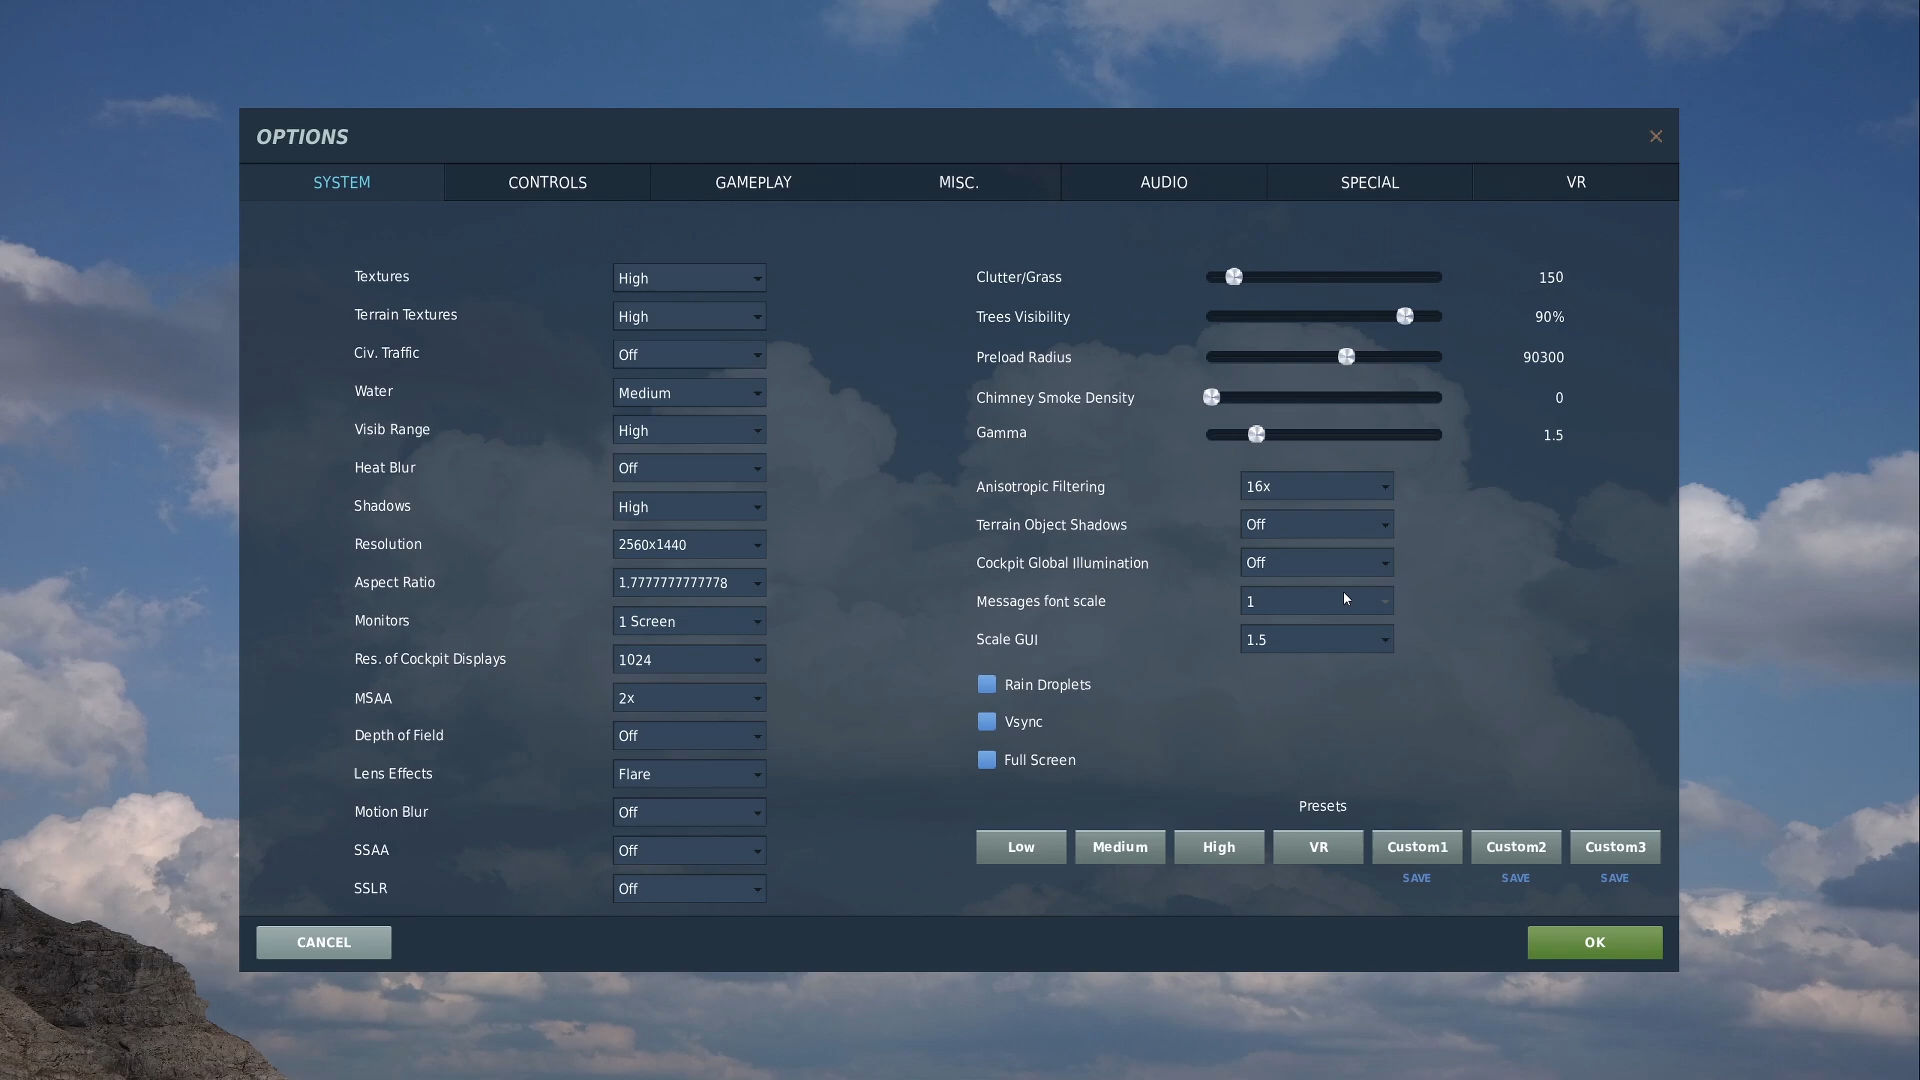 OPTIONS
SYSTEM CONTROLS GAMEPLAY MISC. AUDIO SPECIAL VR
Textures High
Terrain Textures High
Civ. Traffic Off
Water Medium
Visib Range High
Heat Blur Off
Shadows High
Resolution 2560x1440
Aspect Ratio 1.7777777777778
Monitors 1 Screen
Res. of Cockpit Displays 1024
MSAA 2x
Depth of Field Off
Lens Effects Flare
Motion Blur Off
SSAA Off
SSLR Off
Clutter/Grass 150
Trees Visibility 90%
Preload Radius 90300
Chimney Smoke Density 0
Gamma 1.5
Anisotropic Filtering 16x
Terrain Object Shadows Off
Cockpit Global Illumination Off
Messages font scale 1
Scale GUI 1.5
Rain Droplets
Vsync
Full Screen
Presets
Low Medium High VR Custom1 Custom2 Custom3
SAVE SAVE SAVE
CANCEL OK